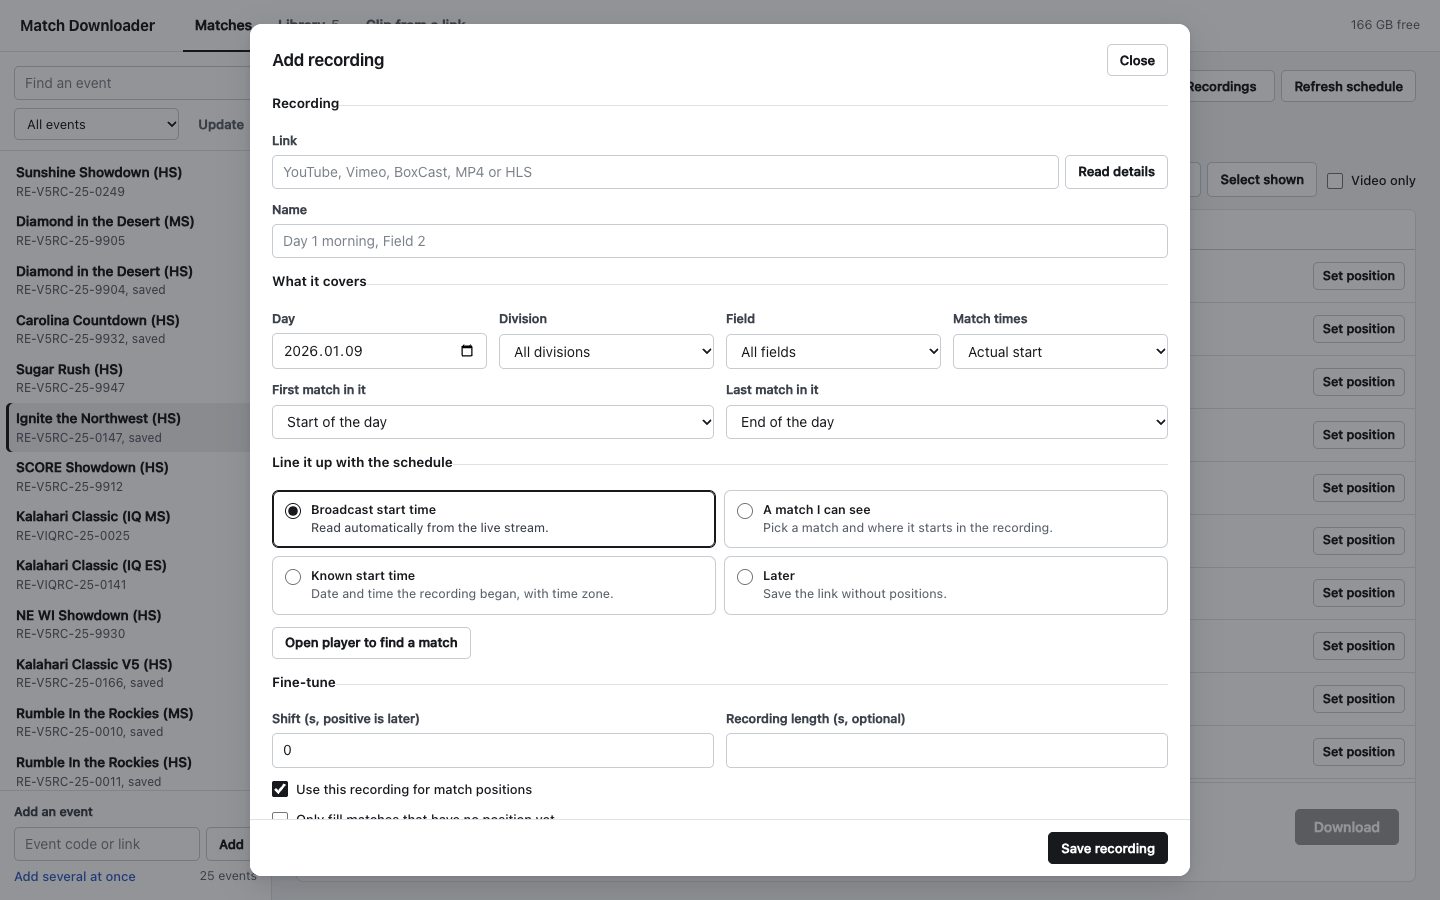 Match Downloader
Matches
166 GB free
Find an event
All events
Update
Sunshine Showdown (HS)
RE-V5RC-25-0249
Diamond in the Desert (MS)
RE-V5RC-25-9905
Diamond in the Desert (HS)
RE-V5RC-25-9904, saved
Carolina Countdown (HS)
RE-V5RC-25-9932, saved
Sugar Rush (HS)
RE-V5RC-25-9947
Ignite the Northwest (HS)
RE-V5RC-25-0147, saved
SCORE Showdown (HS)
RE-V5RC-25-9912
Kalahari Classic (IQ MS)
RE-VIQRC-25-0025
Kalahari Classic (IQ ES)
RE-VIQRC-25-0141
NE WI Showdown (HS)
RE-V5RC-25-9930
Kalahari Classic V5 (HS)
RE-V5RC-25-0166, saved
Rumble In the Rockies (MS)
RE-V5RC-25-0010, saved
Rumble In the Rockies (HS)
RE-V5RC-25-0011, saved
Add an event
Event code or link
Add
Add several at once
25 events
Add recording
Close
Recording
Link
YouTube, Vimeo, BoxCast, MP4 or HLS
Read details
Name
Day 1 morning, Field 2
What it covers
Day
Division
Field
Match times
2026.01.09
All divisions
All fields
Actual start
First match in it
Last match in it
Start of the day
End of the day
Line it up with the schedule
Broadcast start time
Read automatically from the live stream.
A match I can see
Pick a match and where it starts in the recording.
Known start time
Date and time the recording began, with time zone.
Later
Save the link without positions.
Open player to find a match
Fine-tune
Shift (s, positive is later)
Recording length (s, optional)
0
Use this recording for match positions
Only fill matches that have no position yet
Save recording
Recordings
Refresh schedule
Select shown
Video only
Set position
Set position
Set position
Set position
Set position
Set position
Set position
Set position
Set position
Set position
Download